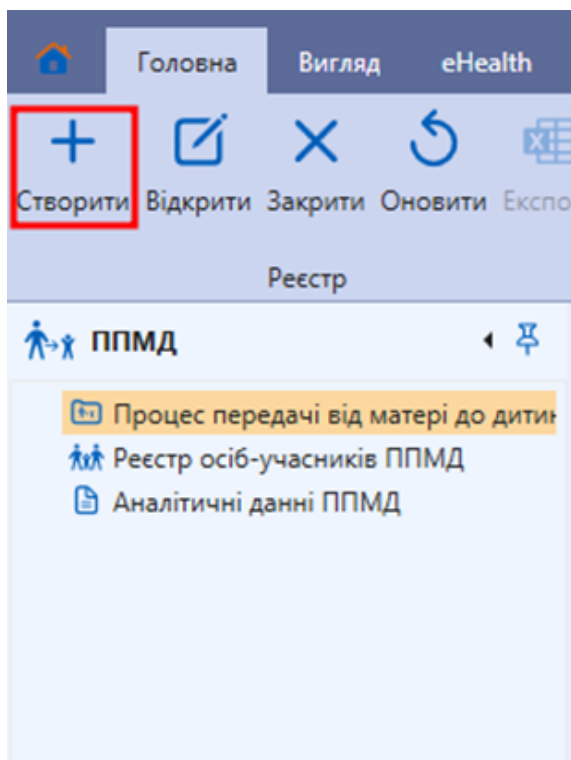 Головна Вигляд eHealth
Створити Відкрити Закрити Оновити Експо
Реєстр
ППМД
Процес передачі від матері до дитин
Реєстр осіб-учасників ППМД
Аналітичні данні ППМД